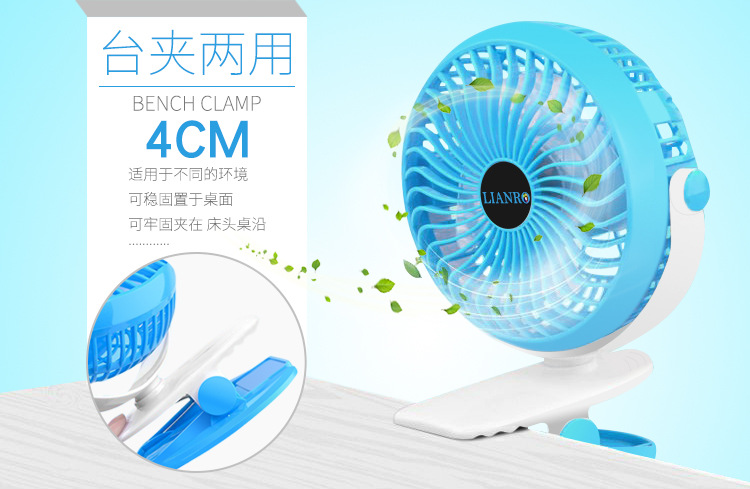 台夹两用
BENCH CLAMP
4CM
适用于不同的环境
可稳固置于桌面
可牢固夹在 床头桌沿
............
LIANRO